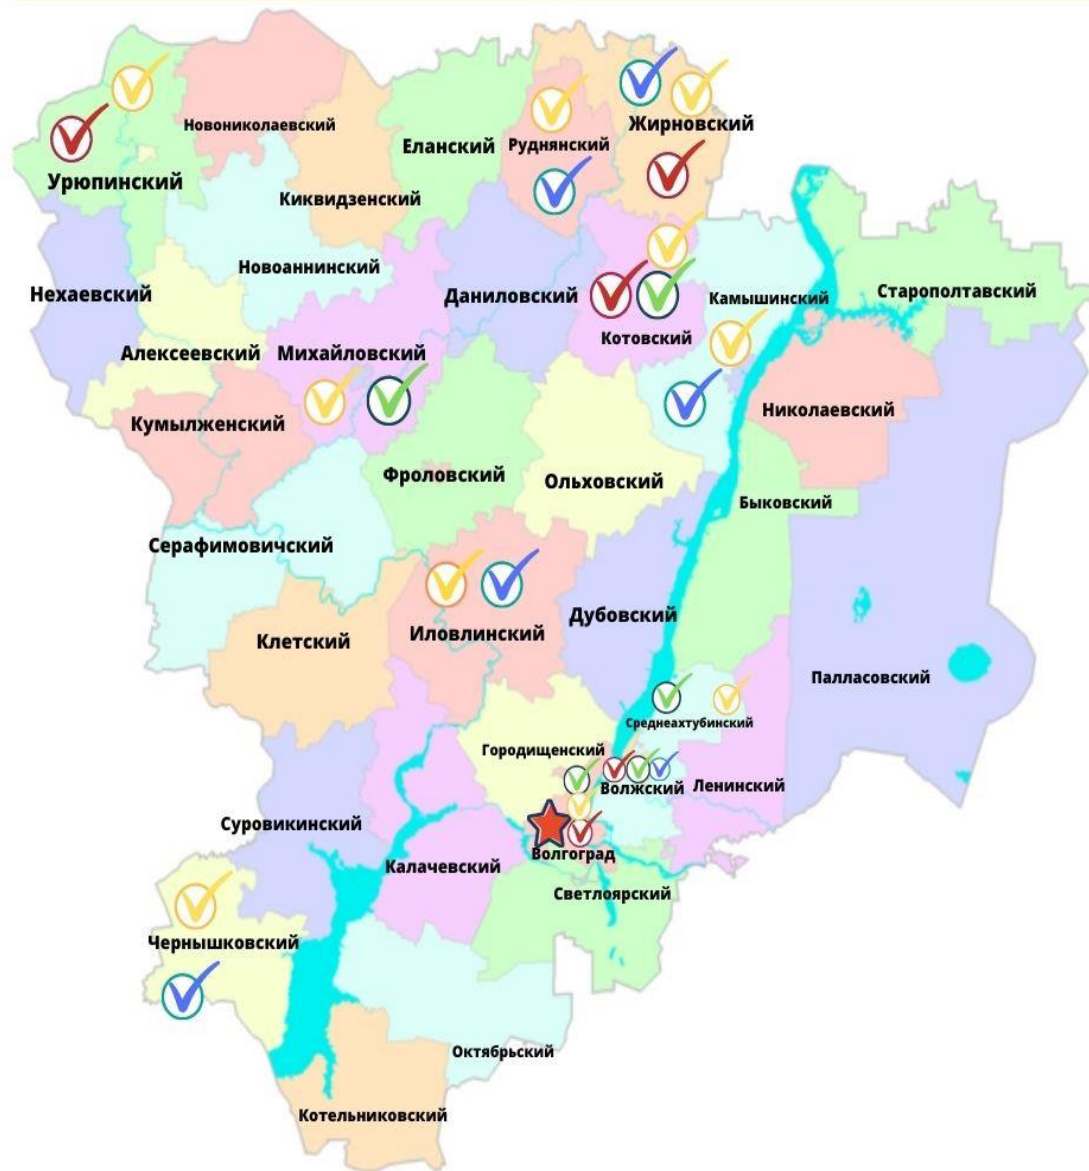 Новониколаевский
Жирновский
Еланский
Руднянский
Урюпинский
Киквидзенский
Новоаннинский
Нехаевский
Даниловский
Камышинский
Старополтавский
Котовский
Алексеевский
Михайловский
Николаевский
Кумылженский
Фроловский
Ольховский
Быковский
Серафимовичский
Дубовский
Иловлинский
Клетский
Палласовский
Среднеахтубинский
Городищенский
Волжский
Ленинский
Суровикинский
Волгоград
Калачевский
Светлоярский
Чернышковский
Октябрьский
Котельниковский